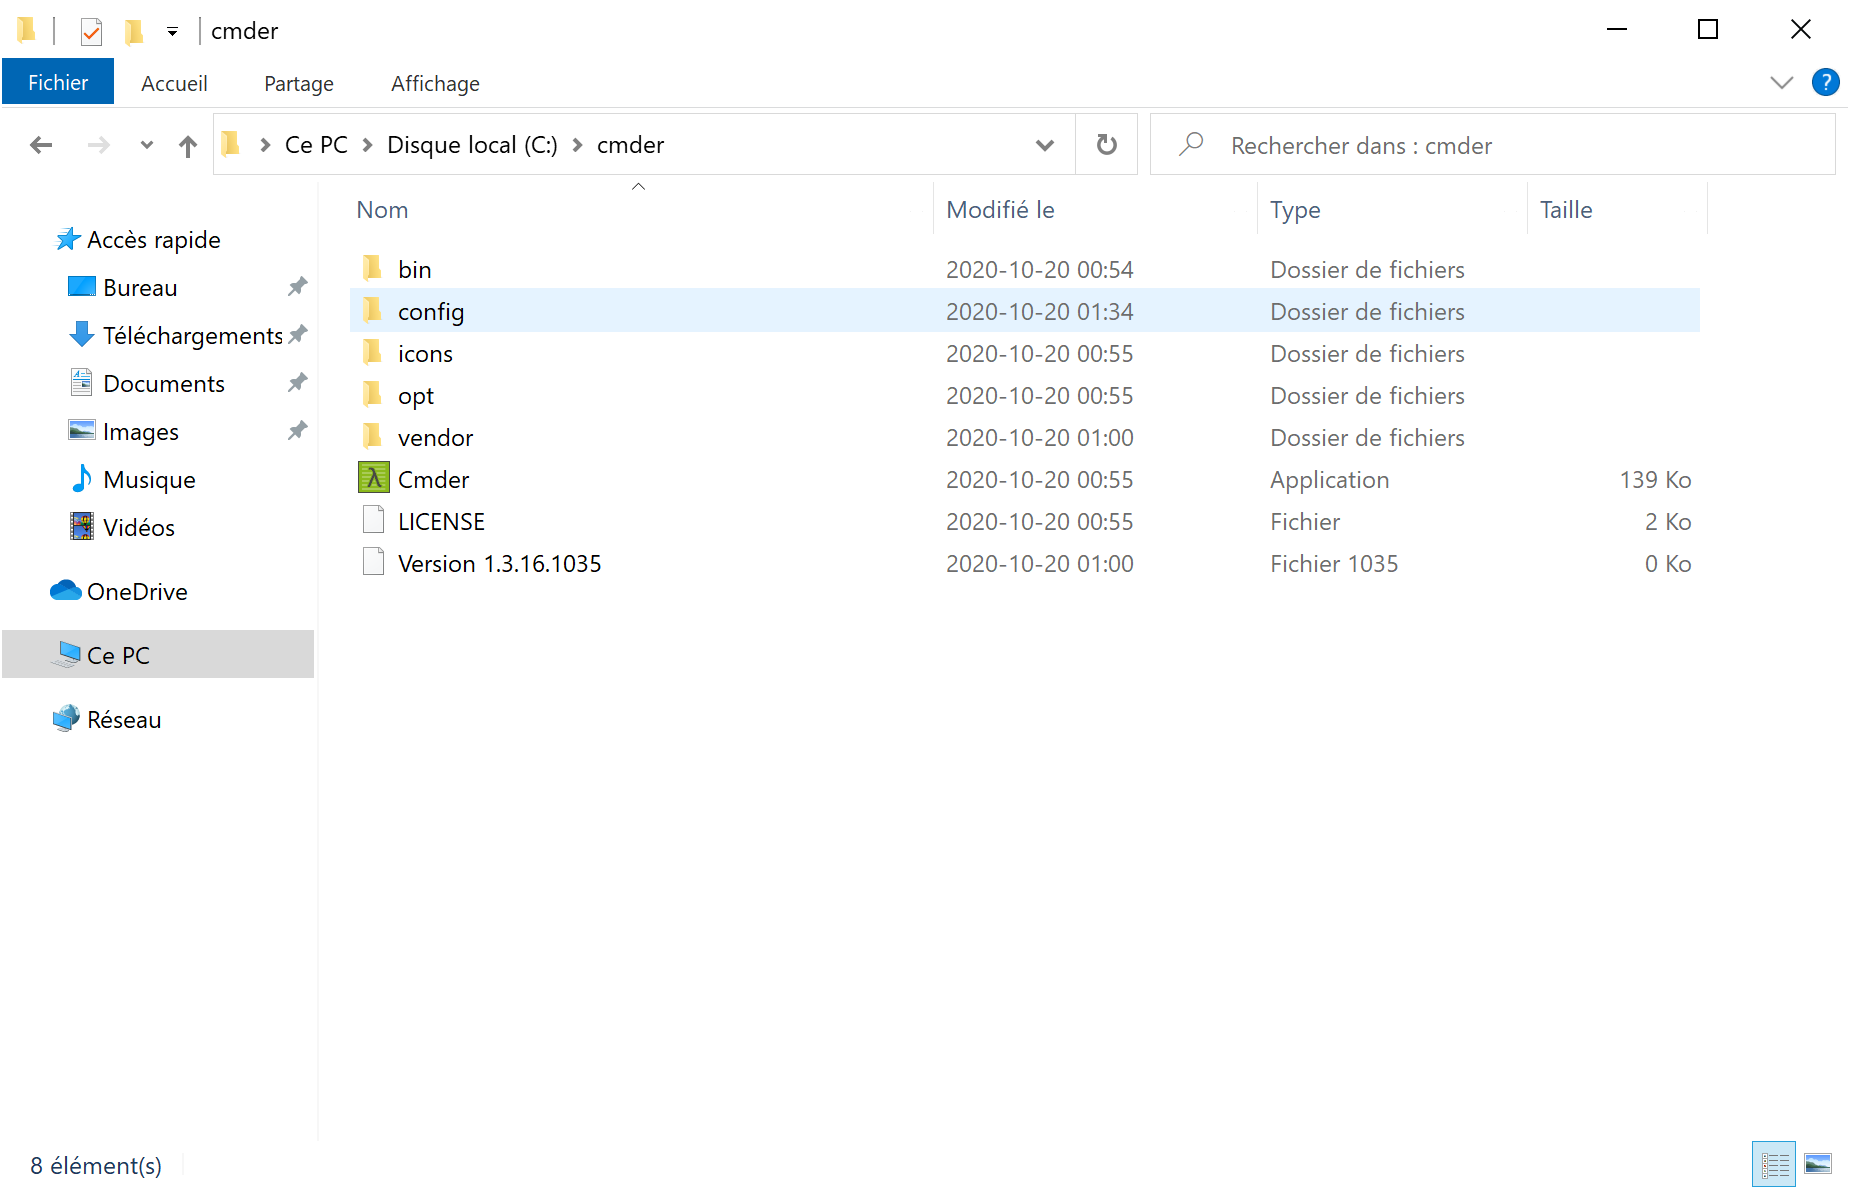 cmder
Fichier Accueil Partage Affichage ?
Ce PC Disque local (C:) cmder Rechercher dans : cmder
Nom Modifié le Type Taille
Accès rapide
Bureau
Téléchargements
Documents
Images
Musique
Vidéos
OneDrive
Ce PC
Réseau
bin 2020-10-20 00:54 Dossier de fichiers
config 2020-10-20 01:34 Dossier de fichiers
icons 2020-10-20 00:55 Dossier de fichiers
opt 2020-10-20 00:55 Dossier de fichiers
vendor 2020-10-20 01:00 Dossier de fichiers
λ Cmder 2020-10-20 00:55 Application 139 Ko
LICENSE 2020-10-20 00:55 Fichier 2 Ko
Version 1.3.16.1035 2020-10-20 01:00 Fichier 1035 0 Ko
8 élément(s)